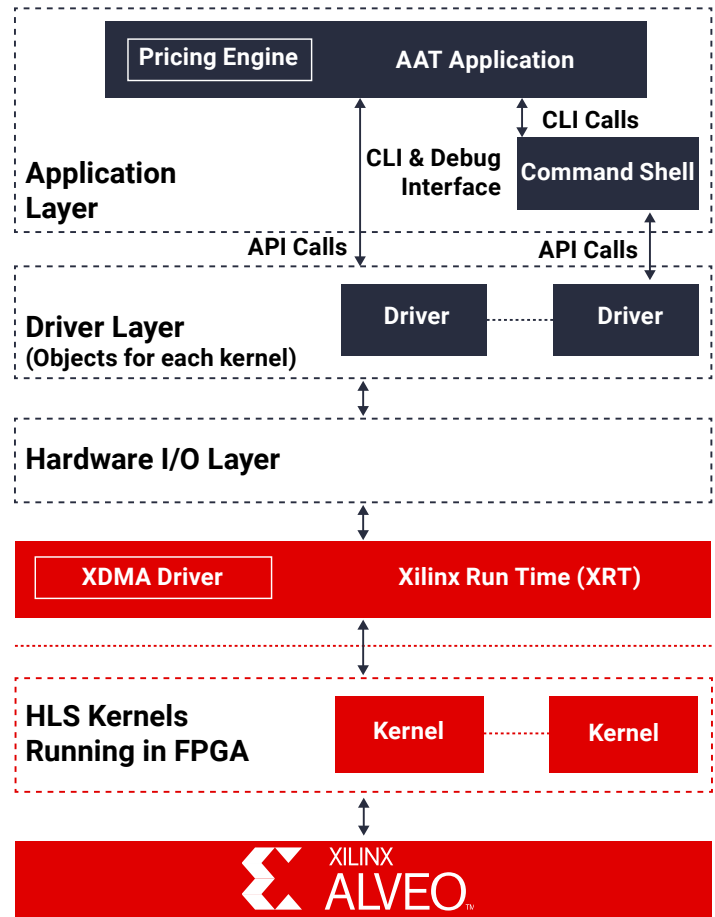 Pricing Engine
AAT Application
CLI Calls
CLI & Debug
Interface
Command Shell
Application
Layer
API Calls
API Calls
Driver Layer
(Objects for each kernel)
Driver
Driver
Hardware I/O Layer
XDMA Driver
Xilinx Run Time (XRT)
HLS Kernels
Running in FPGA
Kernel
Kernel
XILINX
ALVEO™